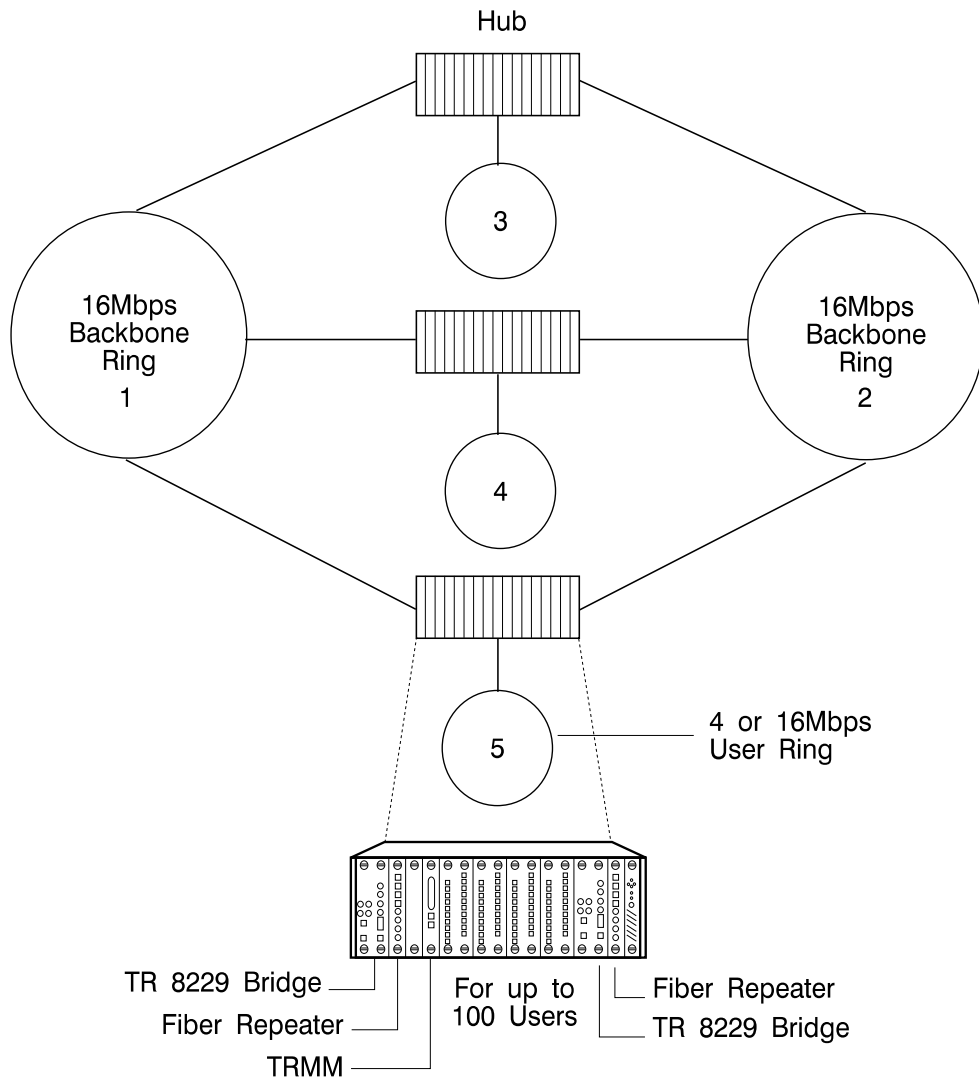 Hub
3
16Mbps
Backbone
Ring
1
16Mbps
Backbone
Ring
2
4
5
4 or 16Mbps
User Ring
TR 8229 Bridge
Fiber Repeater
TRMM
For up to
100 Users
Fiber Repeater
TR 8229 Bridge